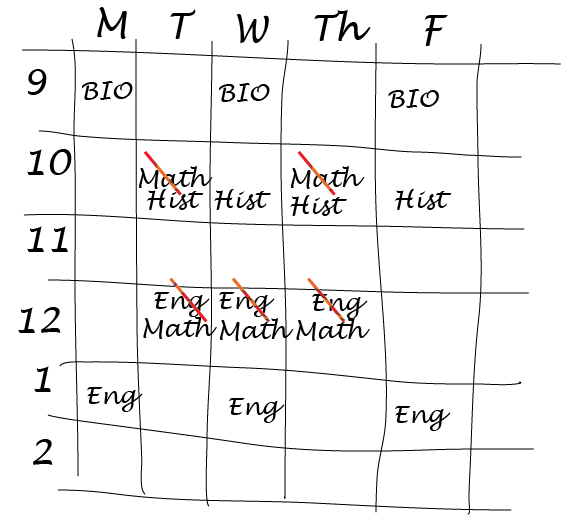 M T W Th F
9 BIO BIO BIO
10 Math Math
Hist Hist Hist Hist
11
12 Eng Eng Eng
Math Math Math
1 Eng Eng Eng
2